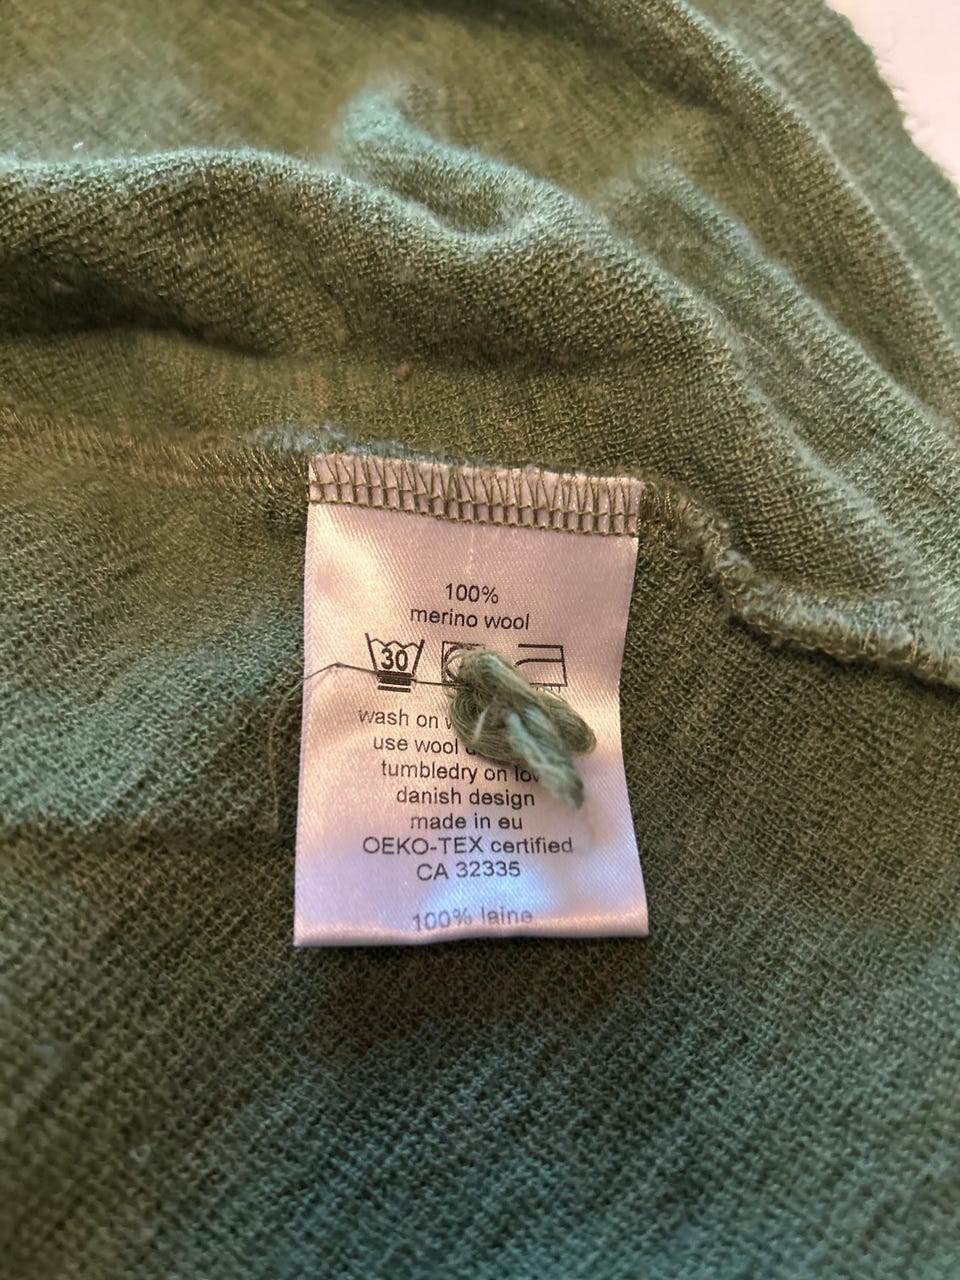 100%
merino wool
30
wash on
use wool
tumbledry on
danish design
made in eu
OEKO-TEX certified
CA 32335
100% laine